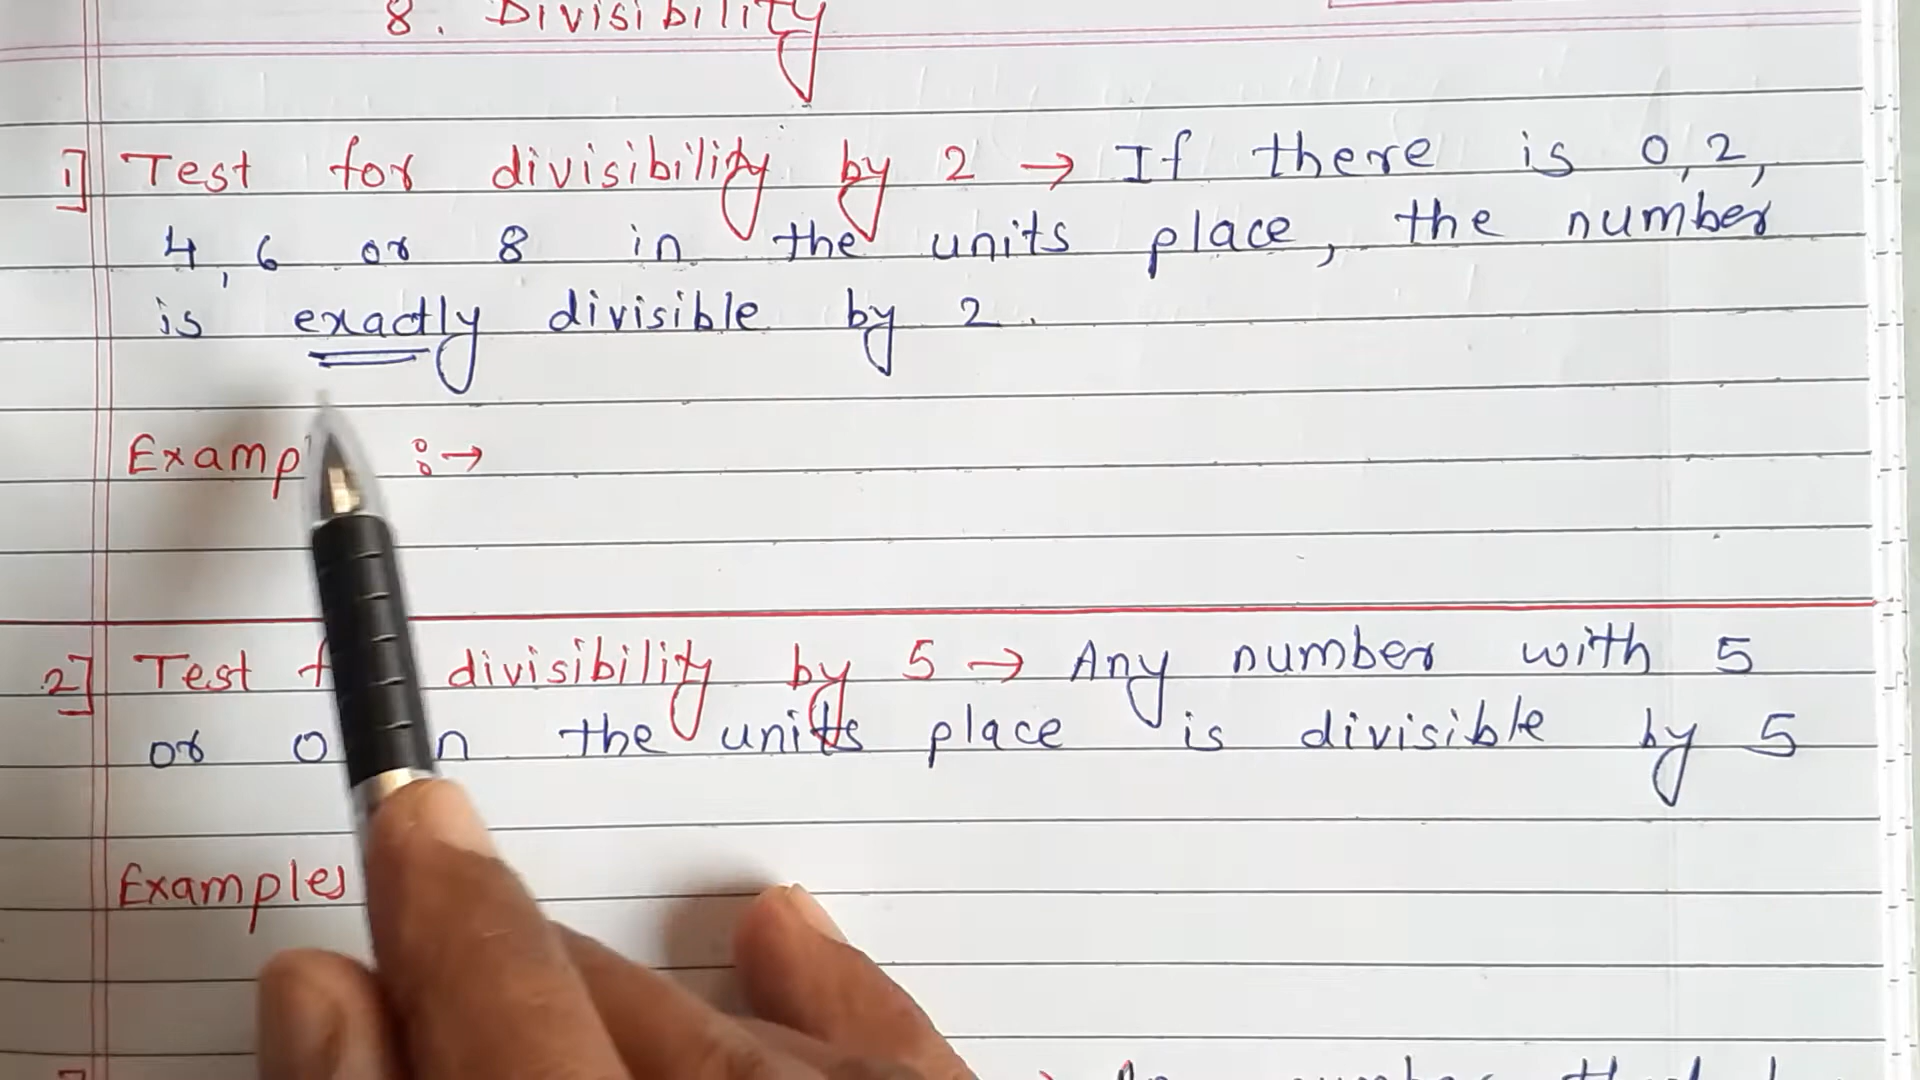 8. Divisibility
1] Test for divisibility by 2 → If there is 0, 2,
4, 6 or 8 in the units place, the number
is exactly divisible by 2.
Examp :→
2] Test divisibility by 5 → Any number with 5
or 0 n the units place is divisible by 5
Examples
number